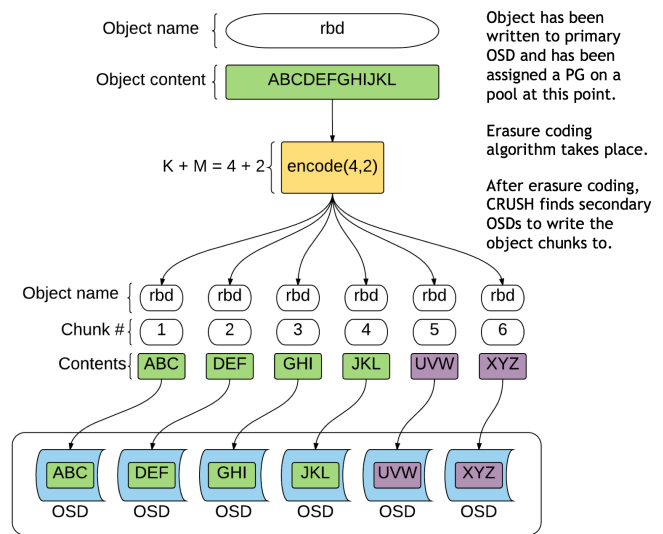 Object name
rbd
Object content
ABCDEFGHIJKL
K + M = 4 + 2
encode(4,2)
Object has been
written to primary
OSD and has been
assigned a PG on a
pool at this point.
Erasure coding
algorithm takes place.
After erasure coding,
CRUSH finds secondary
OSDs to write the
object chunks to.
Object name
rbd rbd rbd rbd rbd rbd
Chunk #
1 2 3 4 5 6
Contents
ABC DEF GHI JKL UVW XYZ
ABC DEF GHI JKL UVW XYZ
OSD OSD OSD OSD OSD OSD